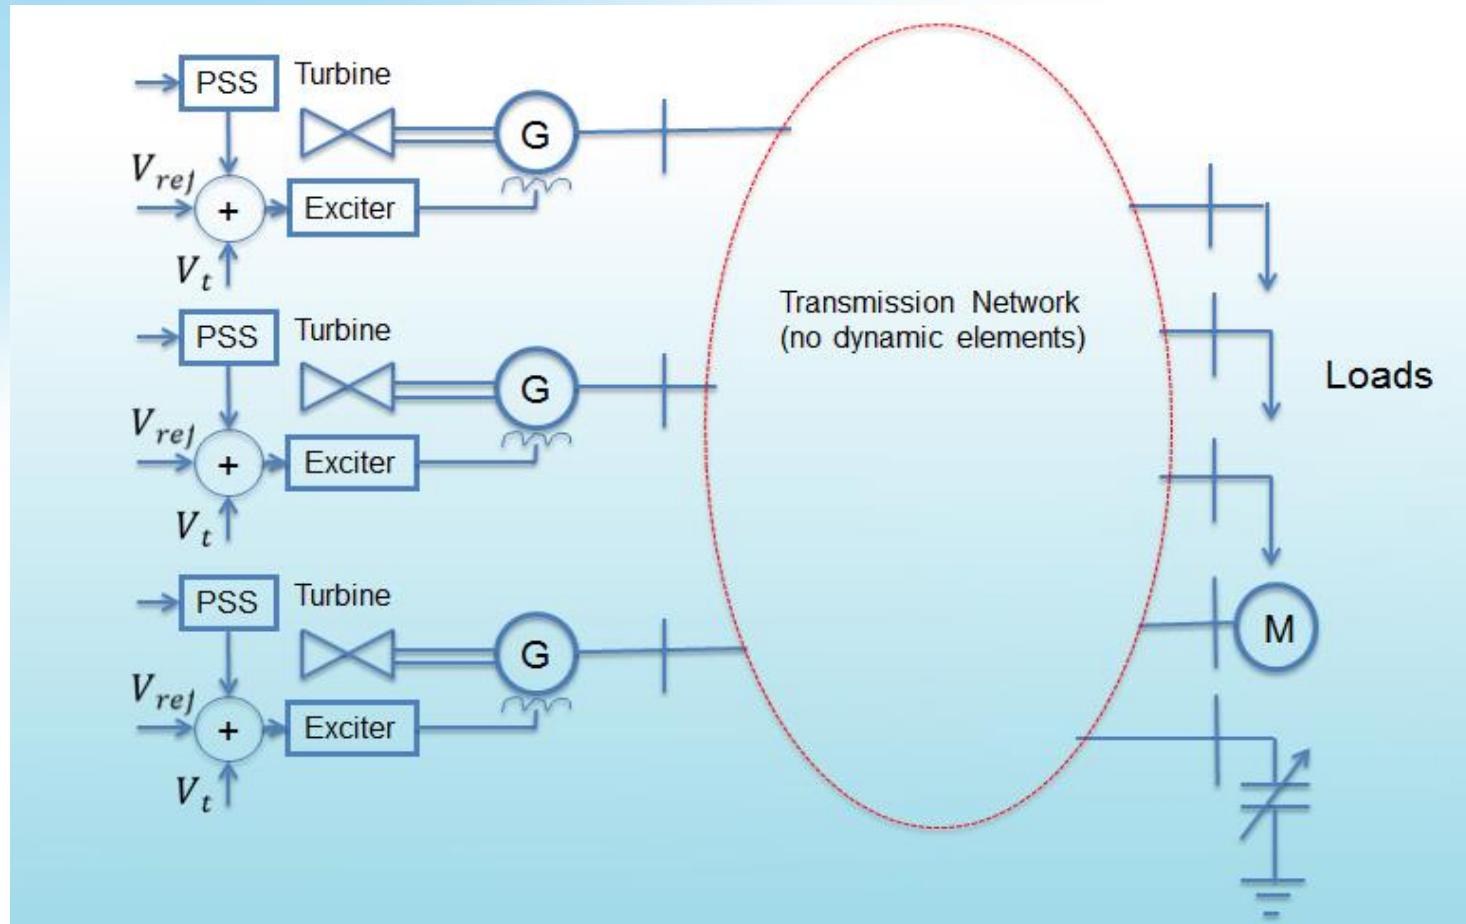 PSS
Turbine
G
V_ref
+
Exciter
V_t
PSS
Turbine
G
V_ref
+
Exciter
V_t
PSS
Turbine
G
V_ref
+
Exciter
V_t
Transmission Network
(no dynamic elements)
Loads
M